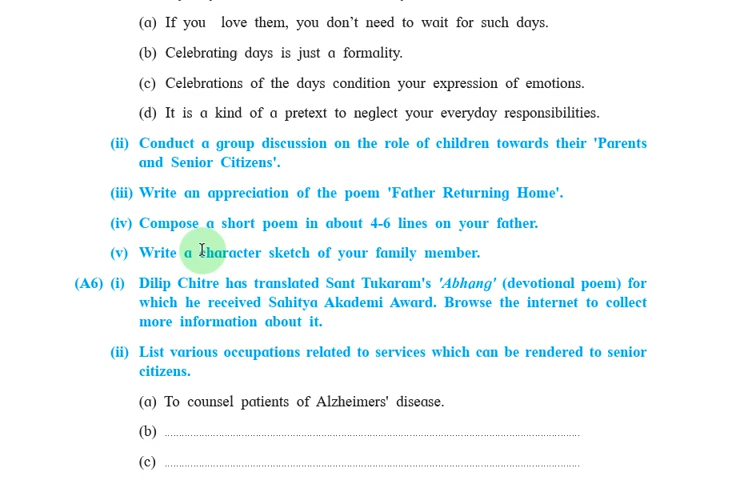 (a) If you love them, you don't need to wait for such days.
(b) Celebrating days is just a formality.
(c) Celebrations of the days condition your expression of emotions.
(d) It is a kind of a pretext to neglect your everyday responsibilities.
(ii) Conduct a group discussion on the role of children towards their 'Parents
and Senior Citizens'.
(iii) Write an appreciation of the poem 'Father Returning Home'.
(iv) Compose a short poem in about 4-6 lines on your father.
(v) Write a character sketch of your family member.
(A6) (i) Dilip Chitre has translated Sant Tukaram's 'Abhang' (devotional poem) for
which he received Sahitya Akademi Award. Browse the internet to collect
more information about it.
(ii) List various occupations related to services which can be rendered to senior
citizens.
(a) To counsel patients of Alzheimers' disease.
(b) ................................................................
(c) ................................................................